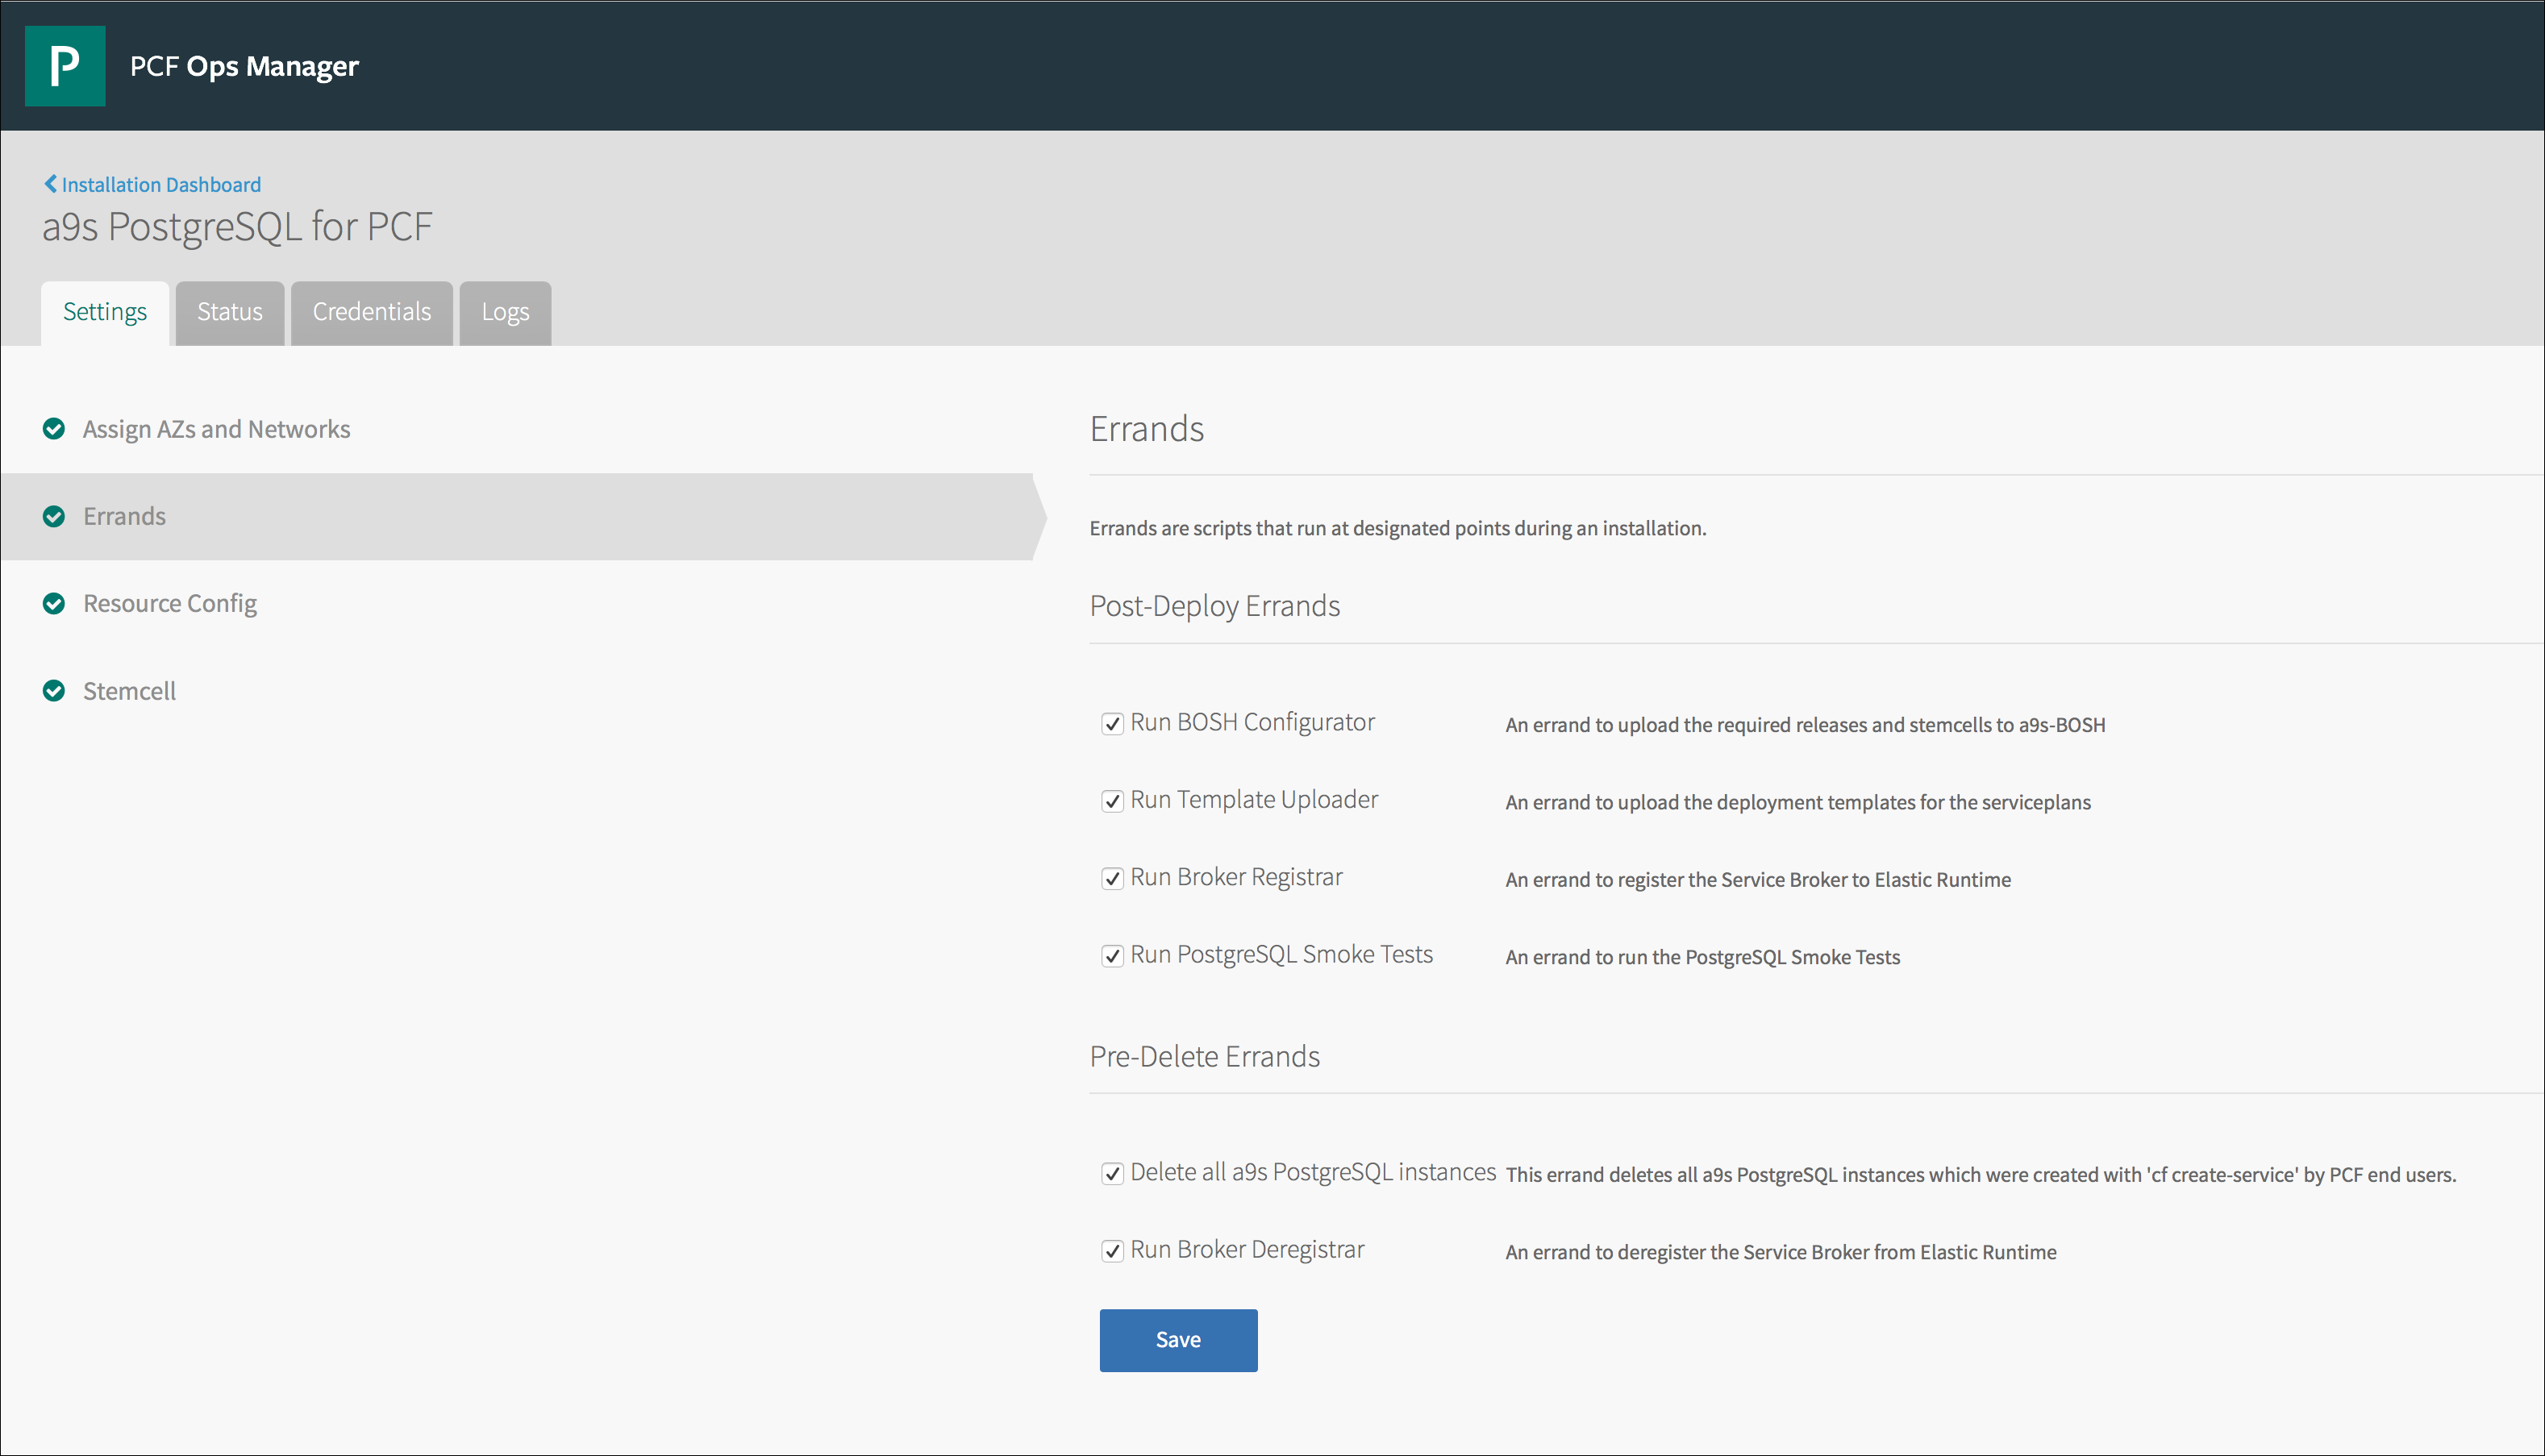 P
PCF Ops Manager
Installation Dashboard
a9s PostgreSQL for PCF
Settings Status Credentials Logs
Assign AZs and Networks
Errands
Resource Config
Stemcell
Errands
Errands are scripts that run at designated points during an installation.
Post-Deploy Errands
Run BOSH Configurator An errand to upload the required releases and stemcells to a9s-BOSH
Run Template Uploader An errand to upload the deployment templates for the serviceplans
Run Broker Registrar An errand to register the Service Broker to Elastic Runtime
Run PostgreSQL Smoke Tests An errand to run the PostgreSQL Smoke Tests
Pre-Delete Errands
Delete all a9s PostgreSQL instances This errand deletes all a9s PostgreSQL instances which were created with 'cf create-service' by PCF end users.
Run Broker Deregistrar An errand to deregister the Service Broker from Elastic Runtime
Save